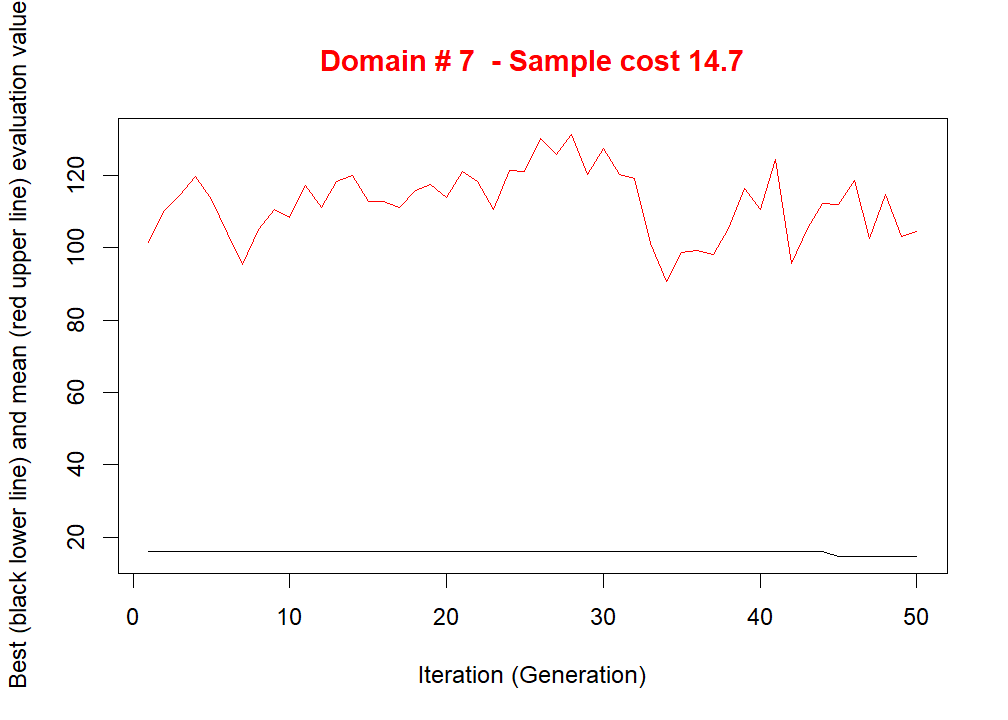 Domain # 7  - Sample cost 14.7
Best (black lower line) and mean (red upper line) evaluation value
120
100
80
60
40
20
0 10 20 30 40 50
Iteration (Generation)